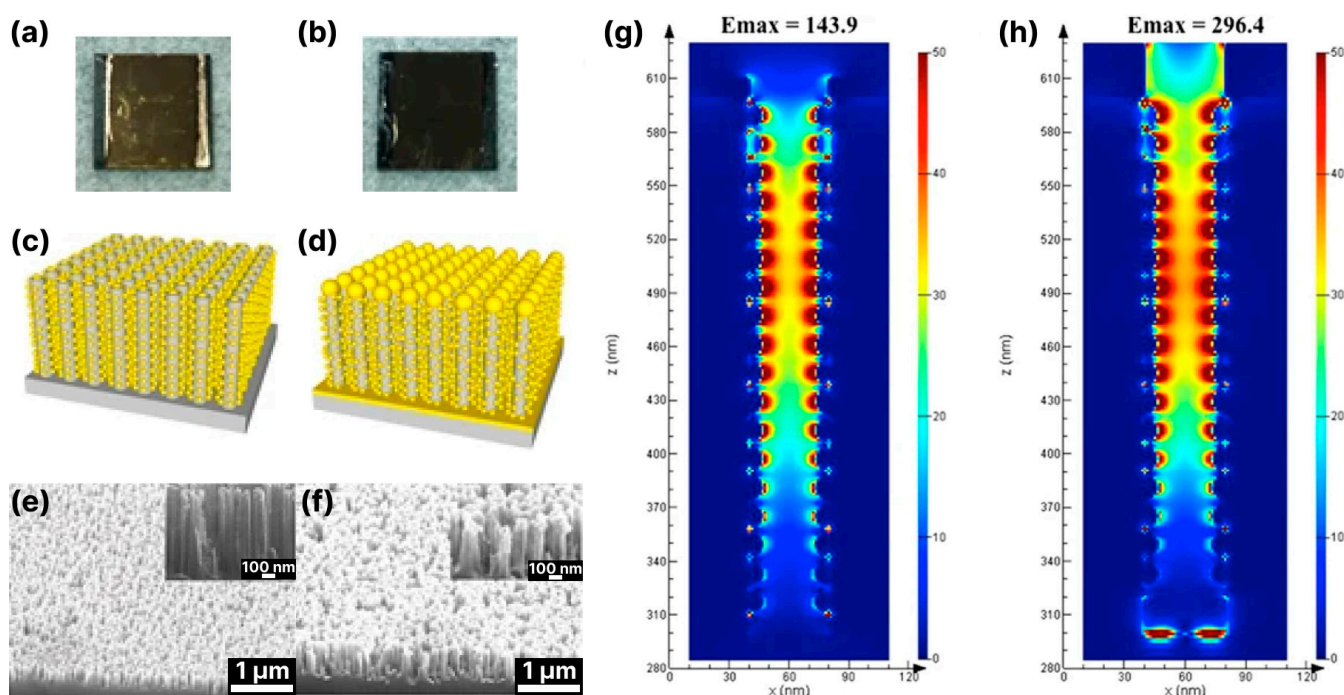 (a)
(b)
(c)
(d)
(e)
100 nm
1 µm
(f)
100 nm
1 µm
(g)
Emax = 143.9
610
580
550
520
490
460
430
400
370
340
310
280
z (nm)
0
30
60
90
120
x (nm)
50
40
30
20
10
0
(h)
Emax = 296.4
610
580
550
520
490
460
430
400
370
340
310
280
z (nm)
0
30
60
90
120
x (nm)
50
40
30
20
10
0